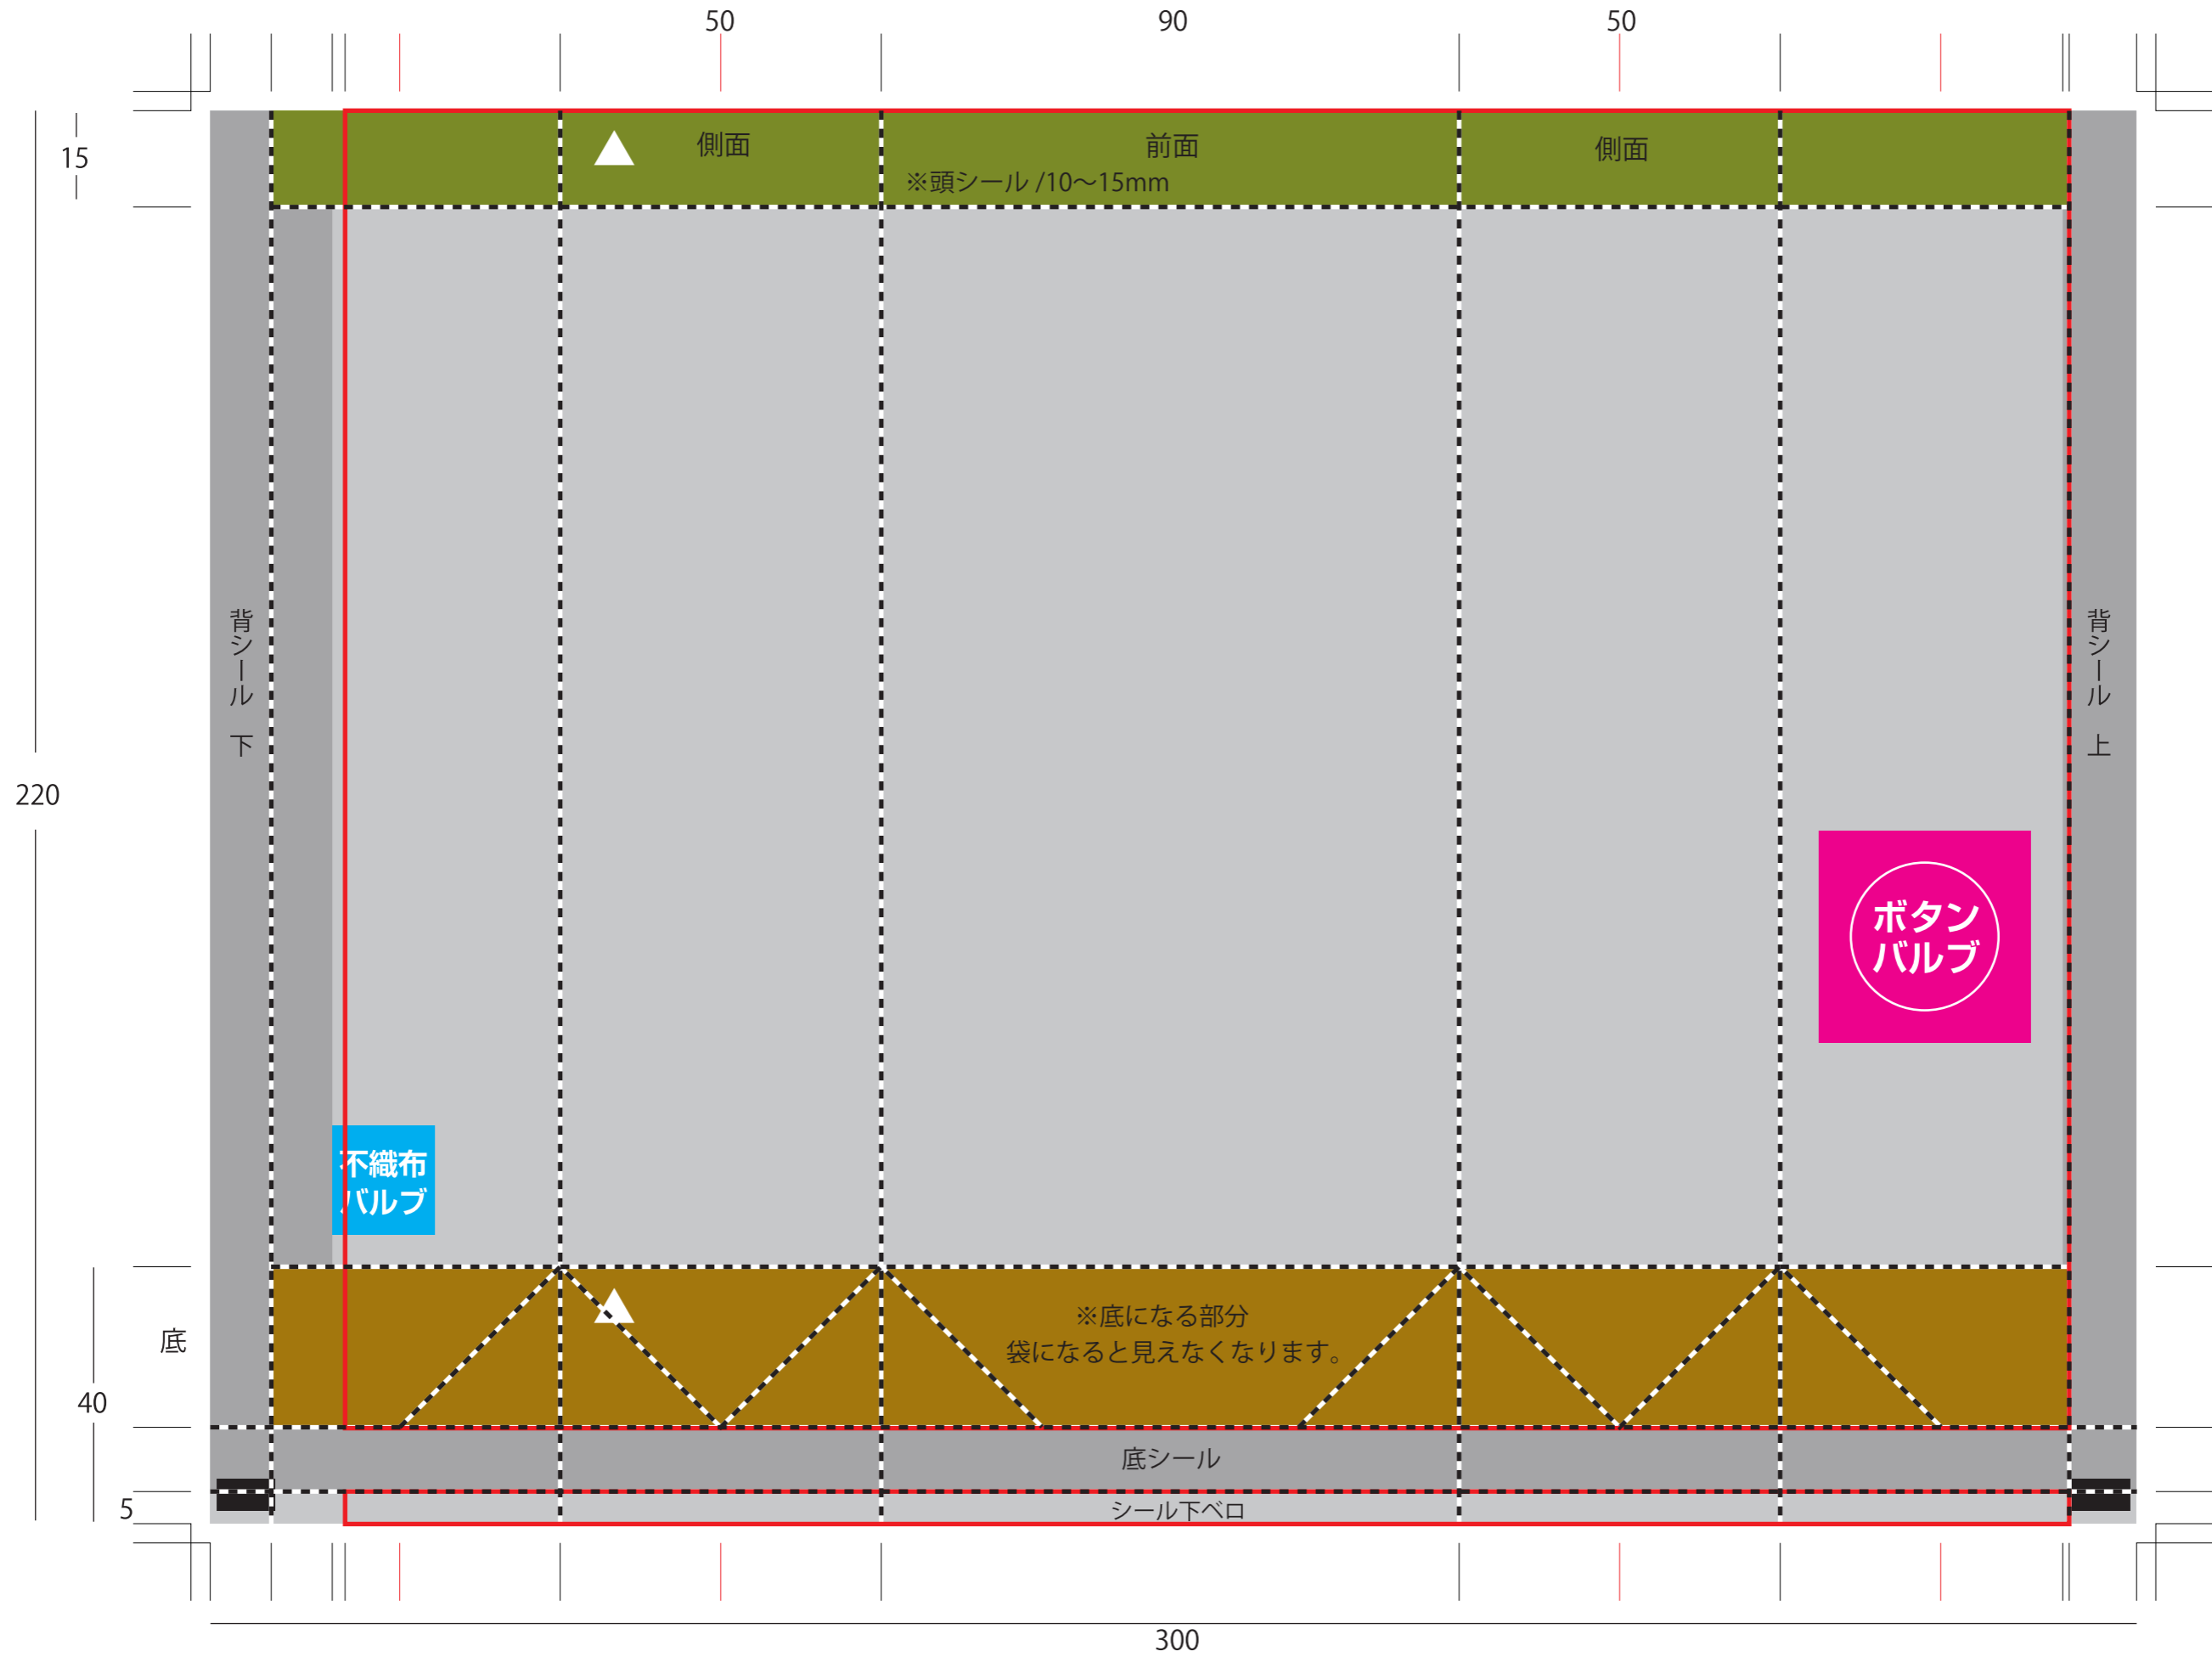 50
90
50
15
側面
前面
側面
※頭シール /10〜15mm
背シール　下
背シール　上
220
ボタン
バルブ
不織布
バルブ
※底になる部分
袋になると見えなくなります。
底
40
底シール
5
シール下ベロ
300